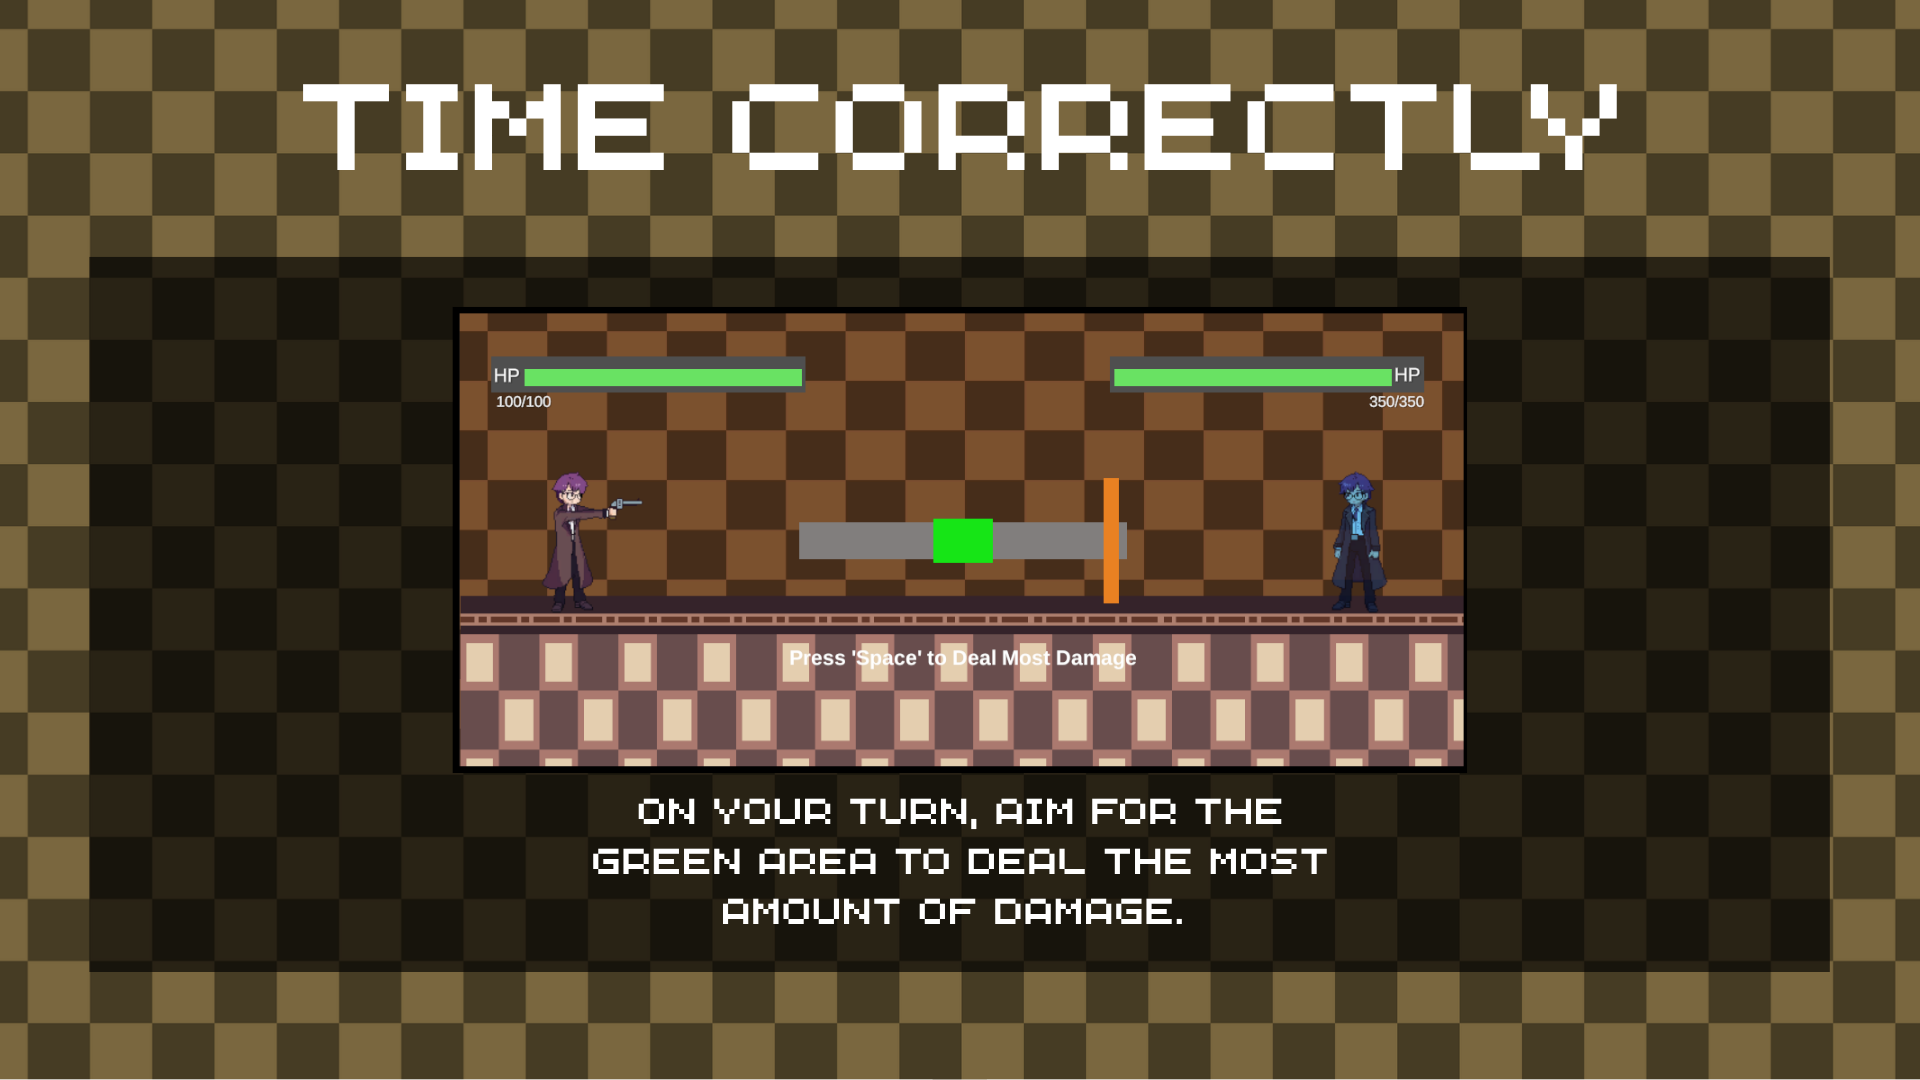 TIME CORRECTLY
HP
HP
100/100
350/350
Press 'Space' to Deal Most Damage
ON YOUR TURN, AIM FOR THE
GREEN AREA TO DEAL THE MOST
AMOUNT OF DAMAGE.